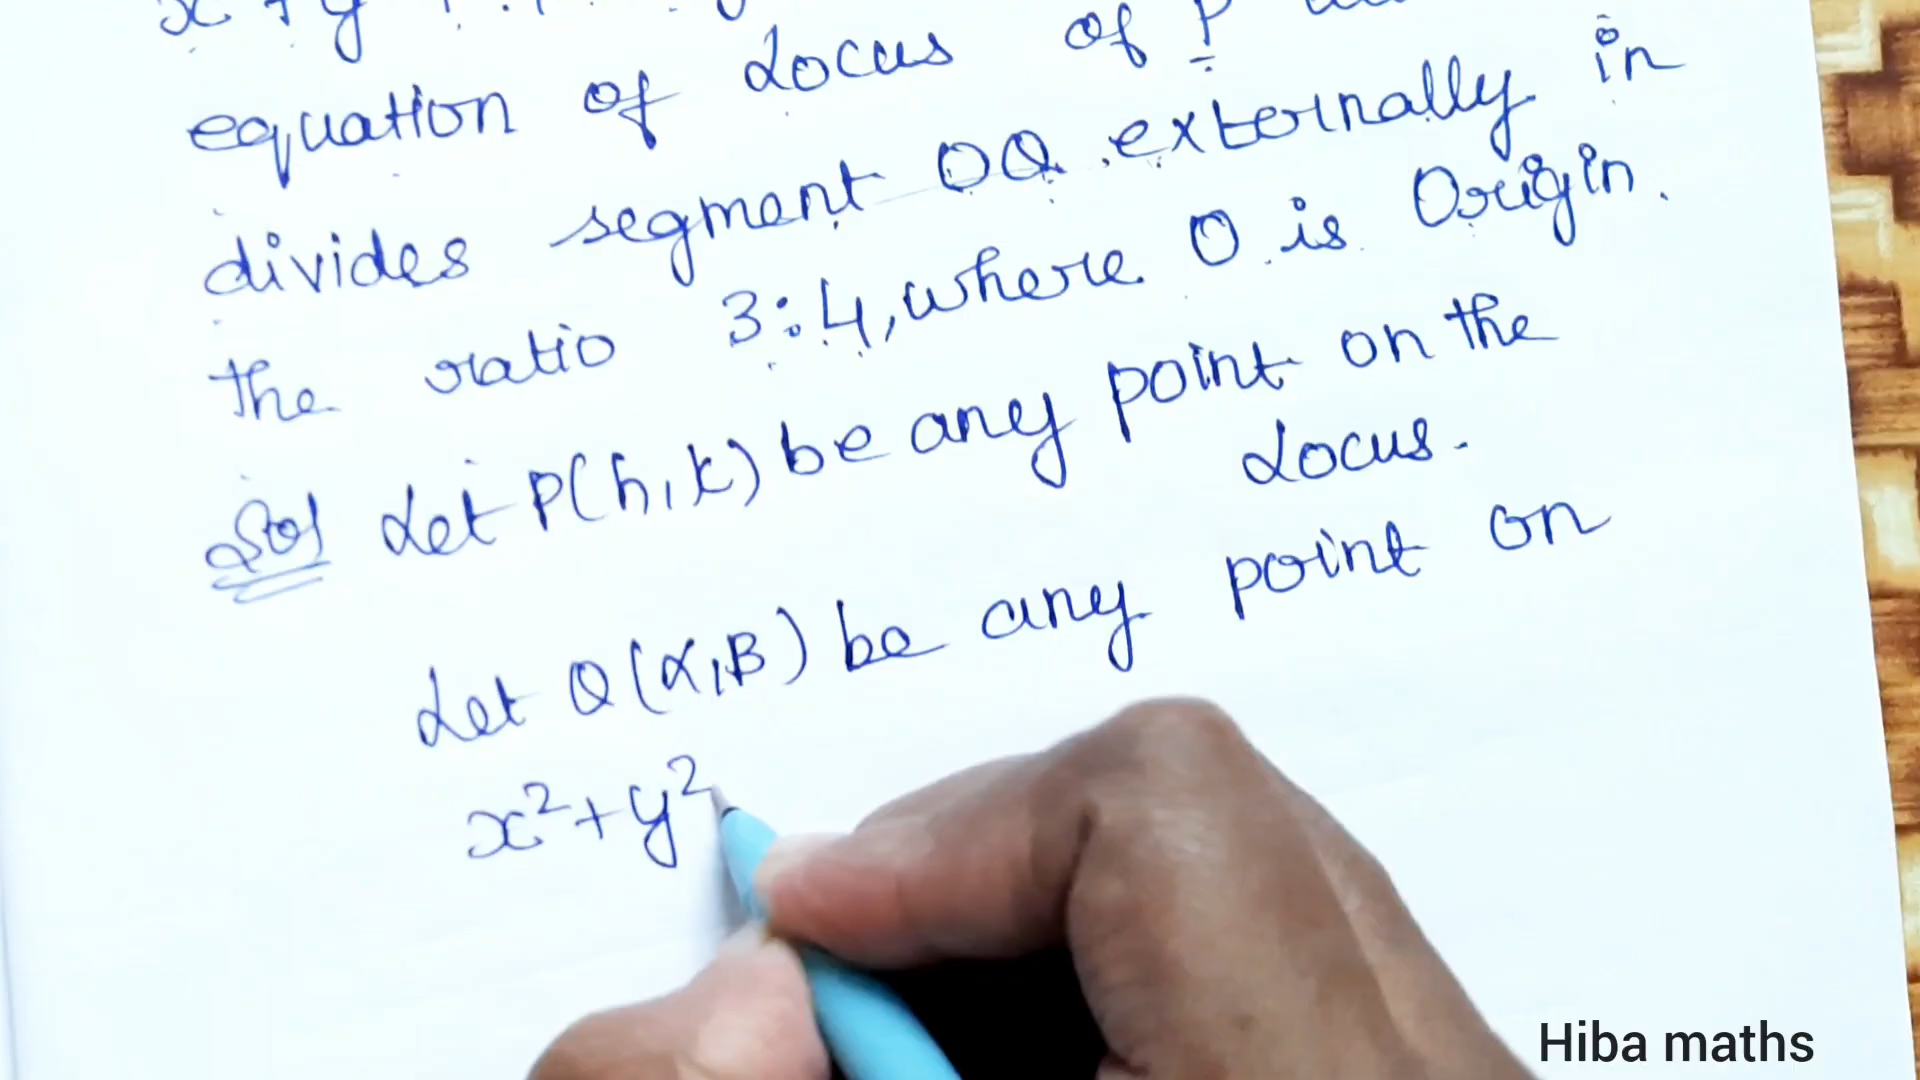 equation of Locus of P
divides segment OQ externally in
the ratio 3:4, where O is Origin.
Sol Let P(h,k) be any point on the
Locus.
Let Q(α,β) be any point on
x²+y²
Hiba maths